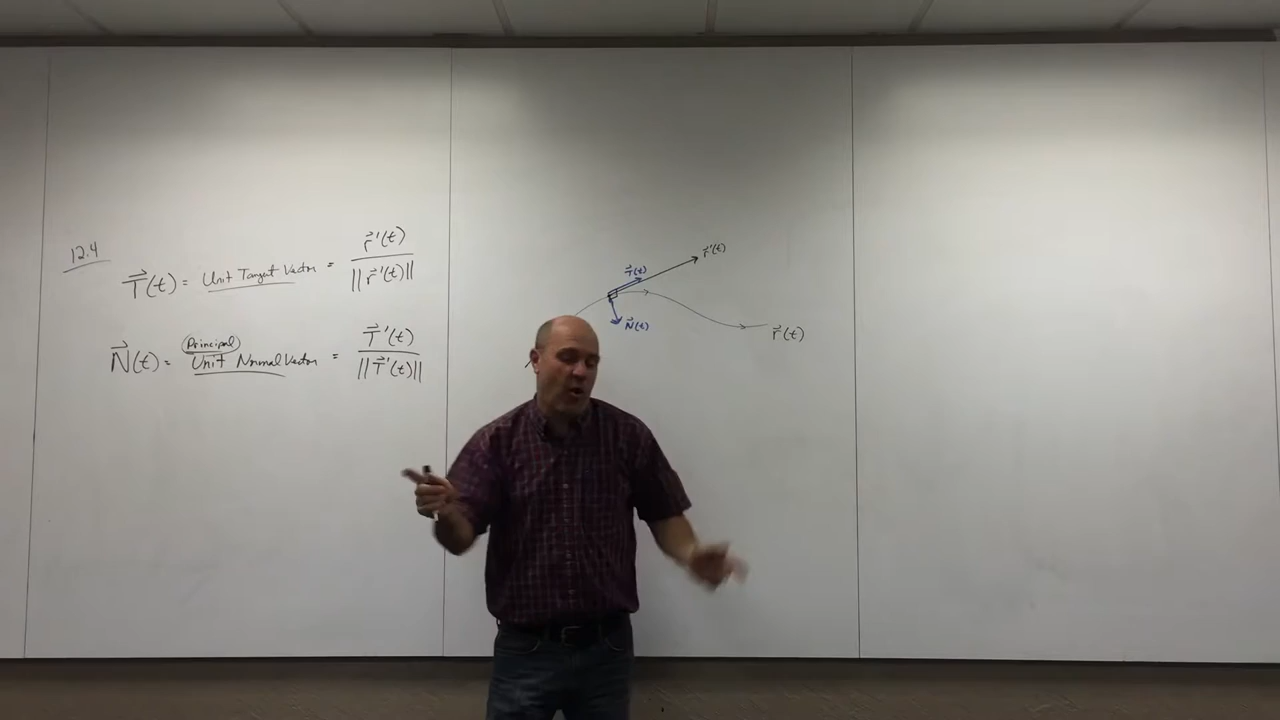 12.4
T⃗(t) = Unit Tangent Vector = r⃗'(t) / ||r⃗'(t)||
N⃗(t) = (Principal) Unit Normal Vector = T⃗'(t) / ||T⃗'(t)||
r⃗'(t)
T⃗(t)
N⃗(t)
r⃗(t)